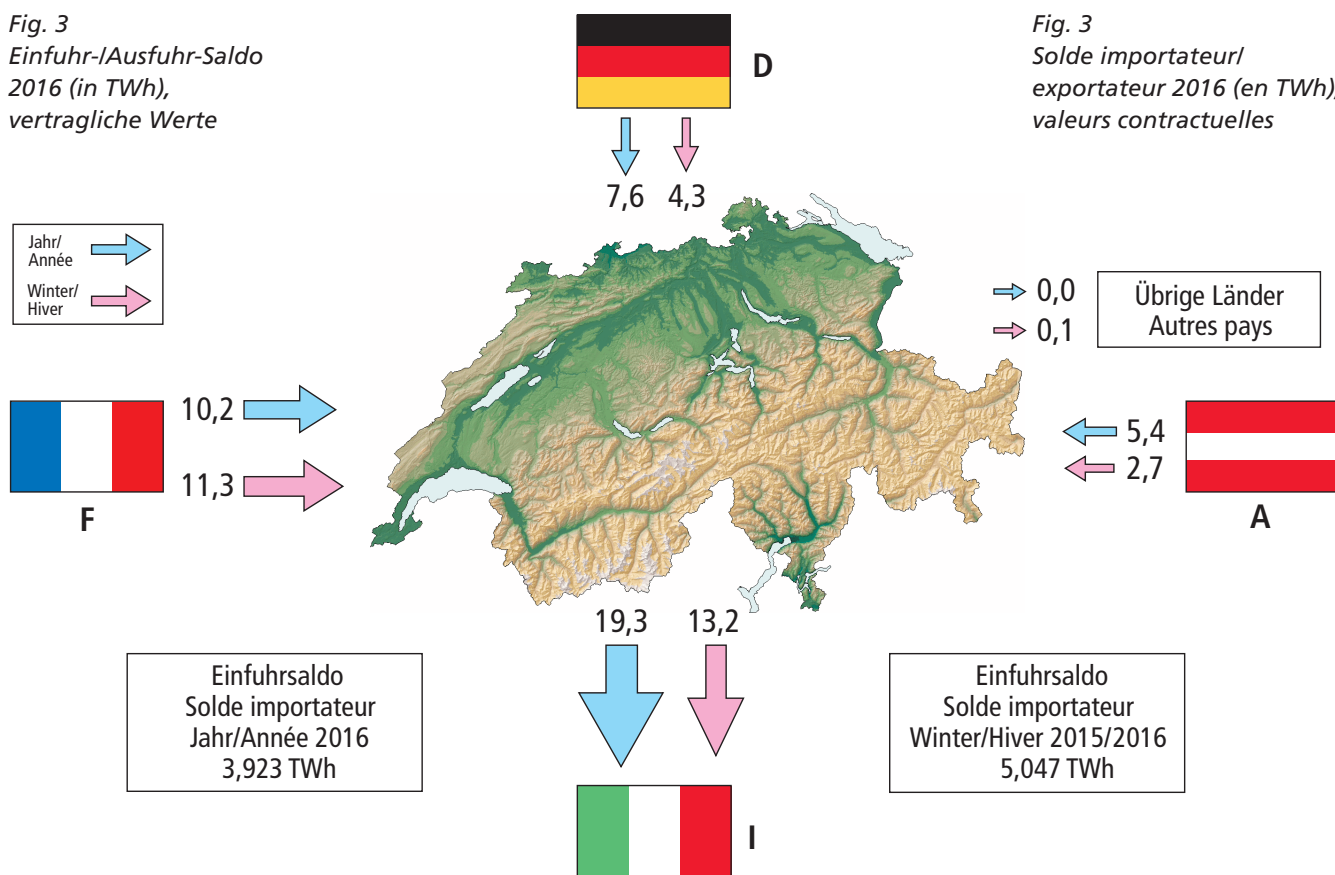 Fig. 3
Einfuhr-/Ausfuhr-Saldo
2016 (in TWh),
vertragliche Werte
Fig. 3
Solde importateur/
exportateur 2016 (en TWh),
valeurs contractuelles
D
7,6 4,3
Jahr/
Année
Winter/
Hiver
0,0
0,1
Übrige Länder
Autres pays
10,2
11,3
F
5,4
2,7
A
19,3 13,2
Einfuhrsaldo
Solde importateur
Jahr/Année 2016
3,923 TWh
Einfuhrsaldo
Solde importateur
Winter/Hiver 2015/2016
5,047 TWh
I